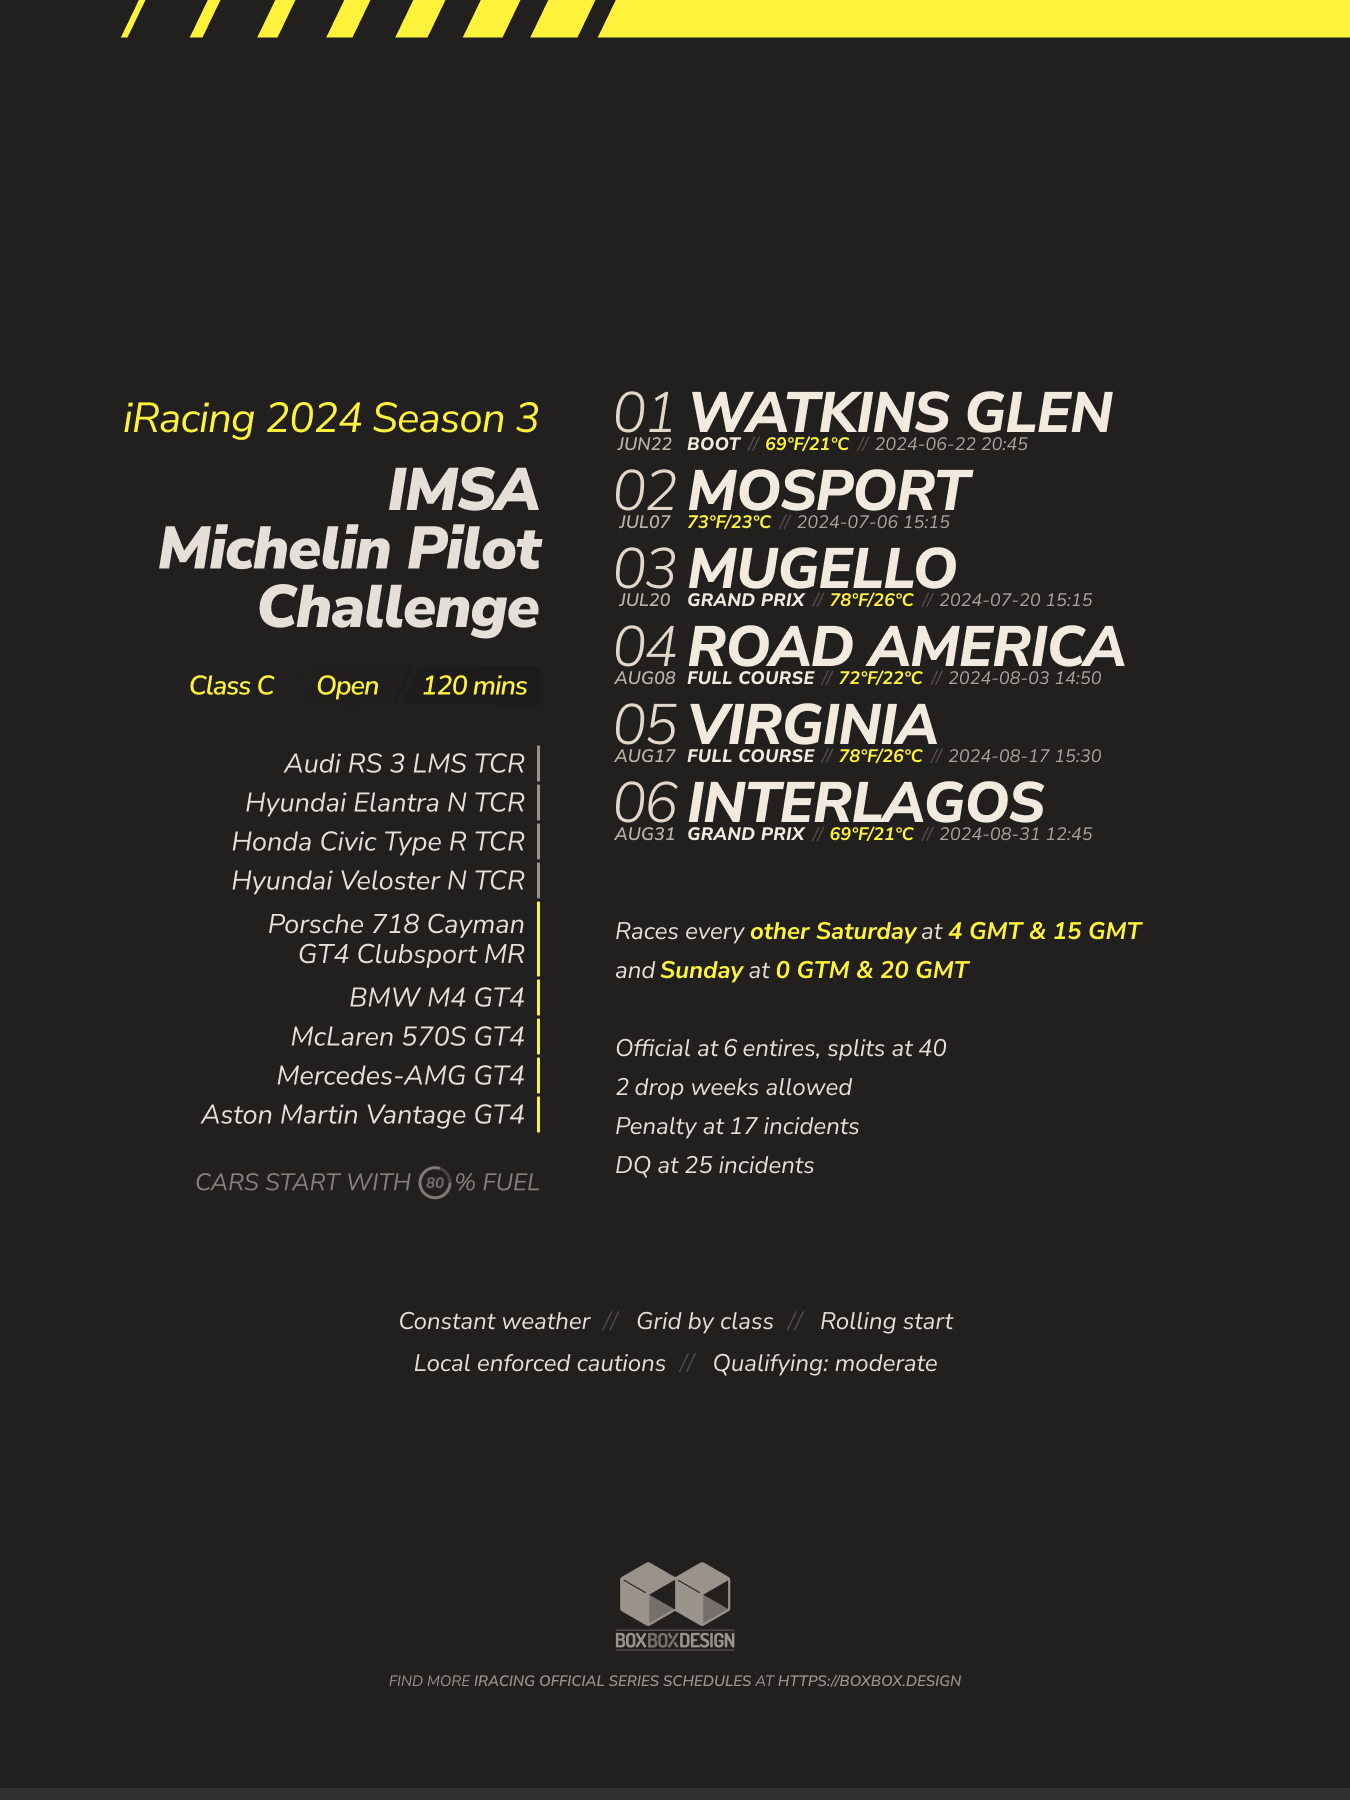 iRacing 2024 Season 3
IMSA
Michelin Pilot
Challenge
Class C Open // 120 mins
Audi RS 3 LMS TCR
Hyundai Elantra N TCR
Honda Civic Type R TCR
Hyundai Veloster N TCR
Porsche 718 Cayman
GT4 Clubsport MR
BMW M4 GT4
McLaren 570S GT4
Mercedes-AMG GT4
Aston Martin Vantage GT4
CARS START WITH 80 % FUEL
01 WATKINS GLEN
JUN22 BOOT // 69°F/21°C // 2024-06-22 20:45
02 MOSPORT
JUL07 73°F/23°C // 2024-07-06 15:15
03 MUGELLO
JUL20 GRAND PRIX // 78°F/26°C // 2024-07-20 15:15
04 ROAD AMERICA
AUG08 FULL COURSE // 72°F/22°C // 2024-08-03 14:50
05 VIRGINIA
AUG17 FULL COURSE // 78°F/26°C // 2024-08-17 15:30
06 INTERLAGOS
AUG31 GRAND PRIX // 69°F/21°C // 2024-08-31 12:45
Races every other Saturday at 4 GMT & 15 GMT
and Sunday at 0 GTM & 20 GMT
Official at 6 entires, splits at 40
2 drop weeks allowed
Penalty at 17 incidents
DQ at 25 incidents
Constant weather // Grid by class // Rolling start
Local enforced cautions // Qualifying: moderate
BOXBOXDESIGN
FIND MORE IRACING OFFICIAL SERIES SCHEDULES AT HTTPS://BOXBOX.DESIGN